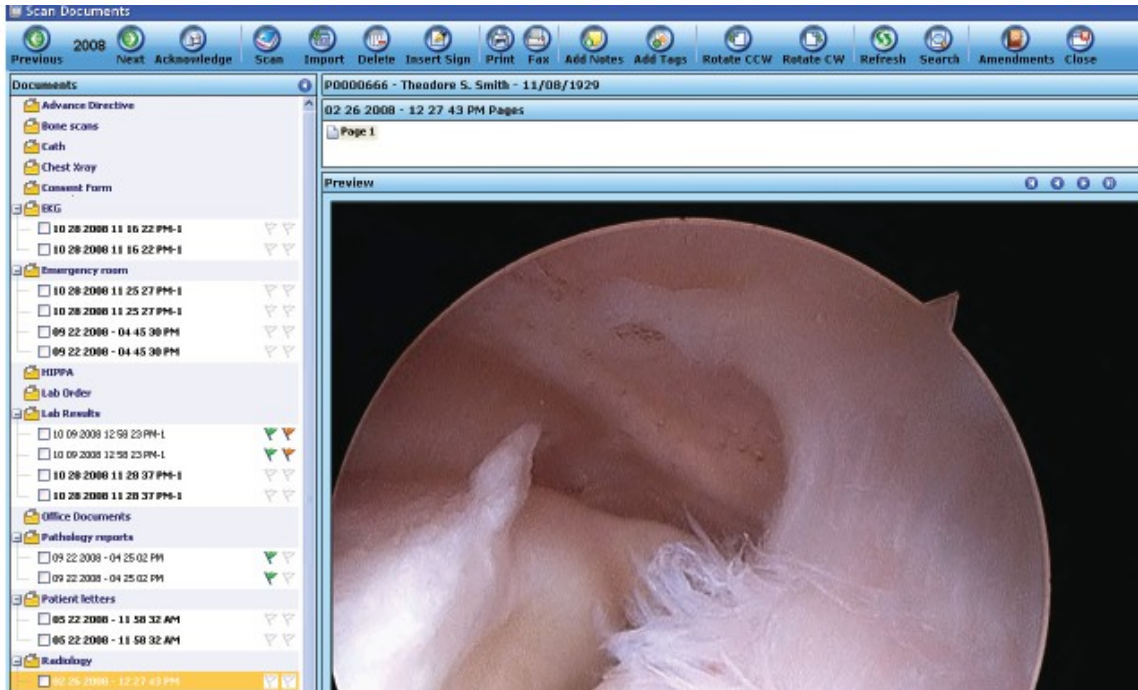 Scan Documents
Previous 2008 Next Acknowledge Scan Import Delete Insert Sign Print Fax Add Notes Add Tags Rotate CCW Rotate CW Refresh Search Amendments Close
Documents
Advance Directive
Bone scans
Cath
Chest Xray
Consent Form
EKG
10 28 2008 11 16 22 PM-1
10 28 2008 11 16 22 PM-1
Emergency room
10 28 2008 11 25 27 PM-1
10 28 2008 11 25 27 PM-1
09 22 2008 - 04 45 30 PM
09 22 2008 - 04 45 30 PM
HIPPA
Lab Order
Lab Results
10 09 2008 12 58 23 PM-1
10 09 2008 12 58 23 PM-1
10 28 2008 11 28 37 PM-1
10 28 2008 11 28 37 PM-1
Office Documents
Pathology reports
09 22 2008 - 04 25 02 PM
09 22 2008 - 04 25 02 PM
Patient letters
05 22 2008 - 11 58 32 AM
05 22 2008 - 11 58 32 AM
Radiology
02 26 2008 - 12 27 43 PM
P0000666 - Theodore S. Smith - 11/08/1929
02 26 2008 - 12 27 43 PM Pages
Page 1
Preview